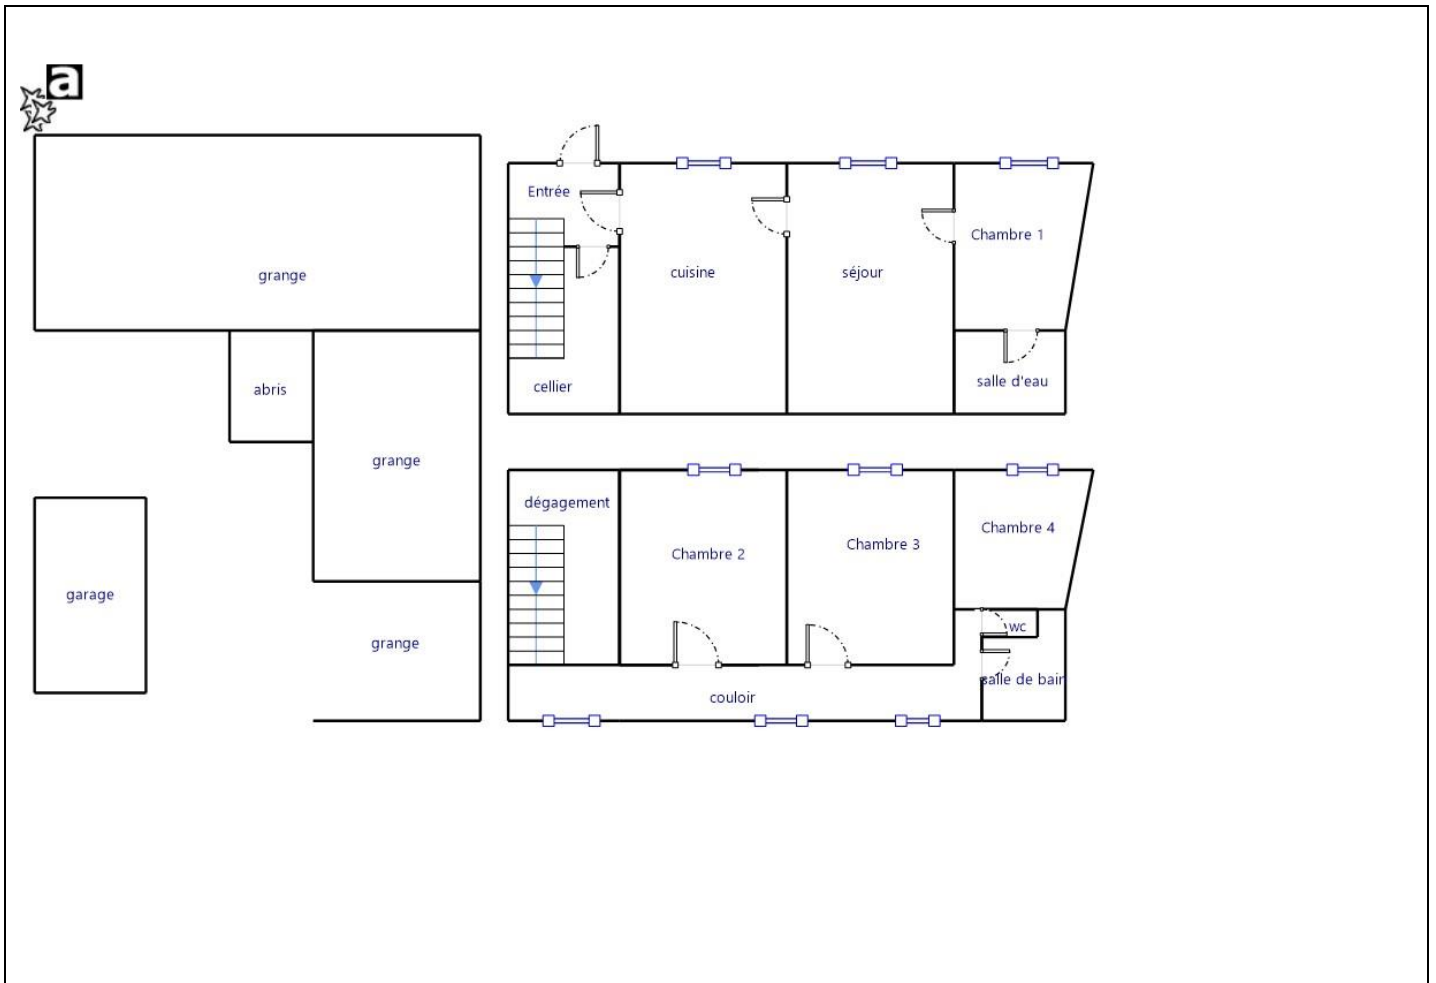 a
Entrée
cuisine
séjour
Chambre 1
grange
cellier
salle d'eau
abris
grange
dégagement
Chambre 2
Chambre 3
Chambre 4
garage
grange
wc
salle de bain
couloir